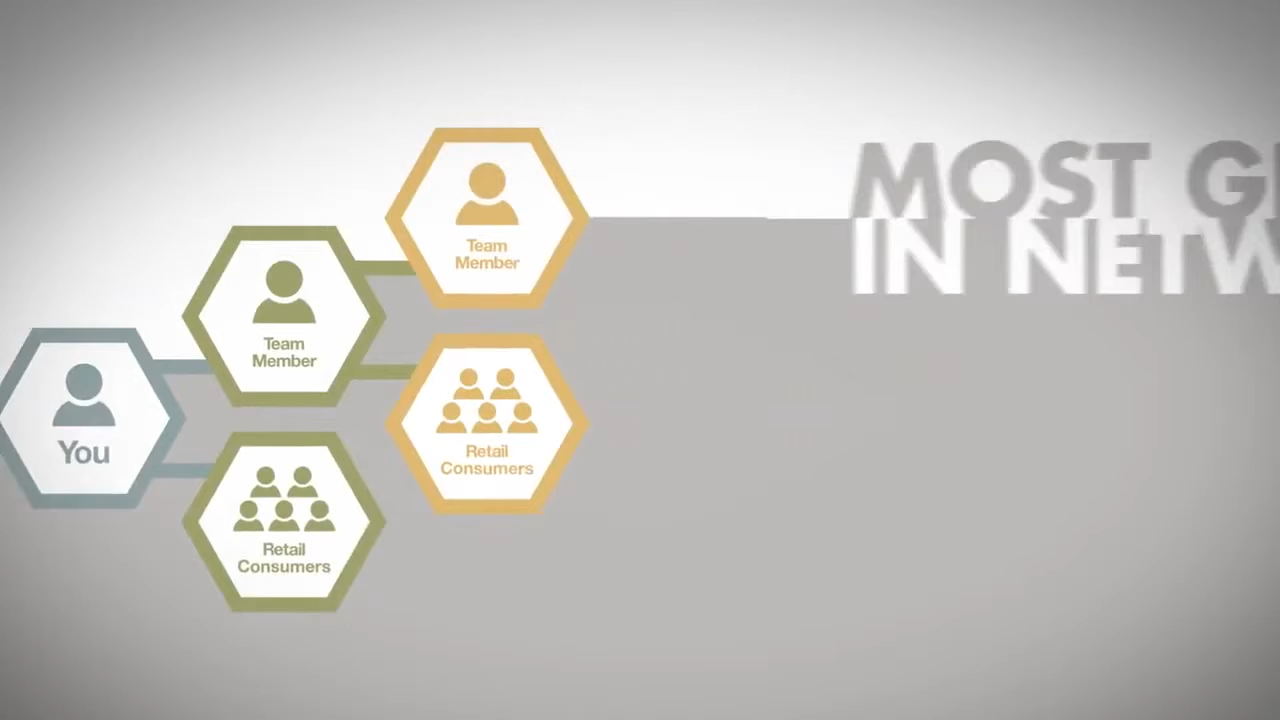 MOST
IN
Team
Member
Team
Member
You
Retail
Consumers
Retail
Consumers